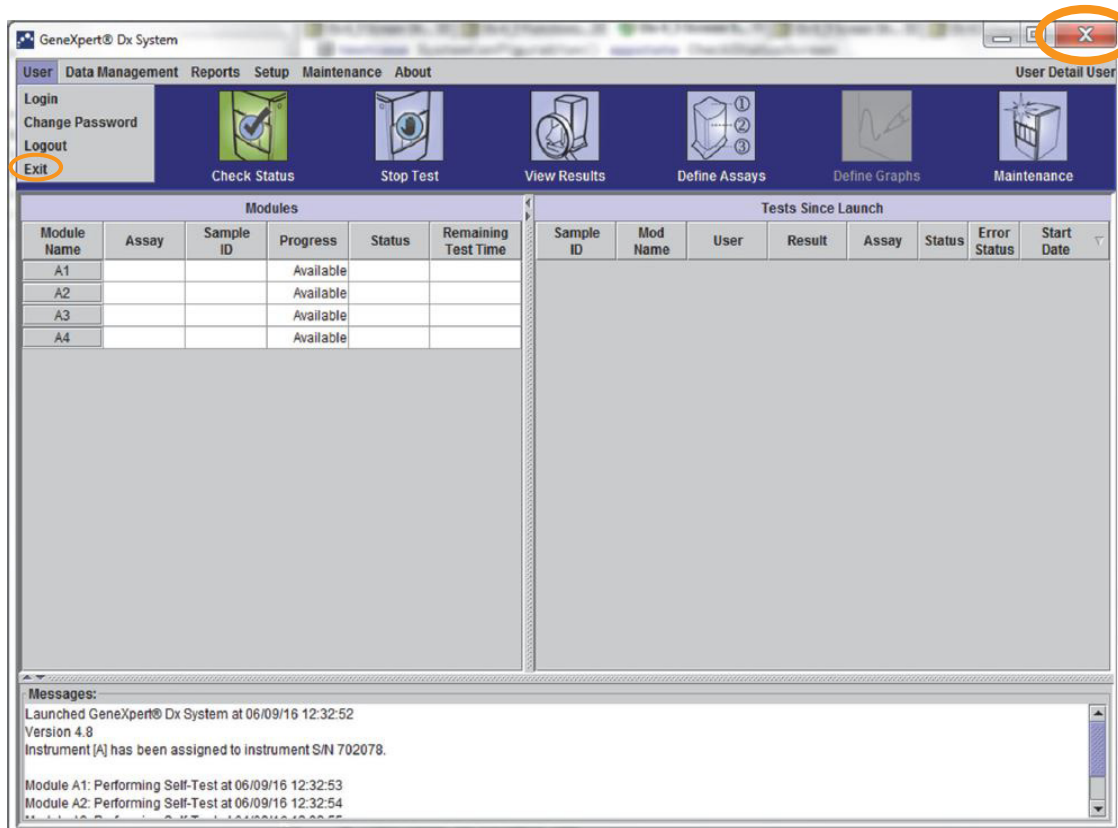 GeneXpert® Dx System
User Data Management Reports Setup Maintenance About
User Detail User
Login
Change Password
Logout
Exit
Check Status
Stop Test
View Results
Define Assays
Define Graphs
Maintenance
Modules
Module Name Assay Sample ID Progress Status Remaining Test Time
A1 Available
A2 Available
A3 Available
A4 Available
Tests Since Launch
Sample ID Mod Name User Result Assay Status Error Status Start Date
Messages:
Launched GeneXpert® Dx System at 06/09/16 12:32:52
Version 4.8
Instrument [A] has been assigned to instrument S/N 702078.
Module A1: Performing Self-Test at 06/09/16 12:32:53
Module A2: Performing Self-Test at 06/09/16 12:32:54